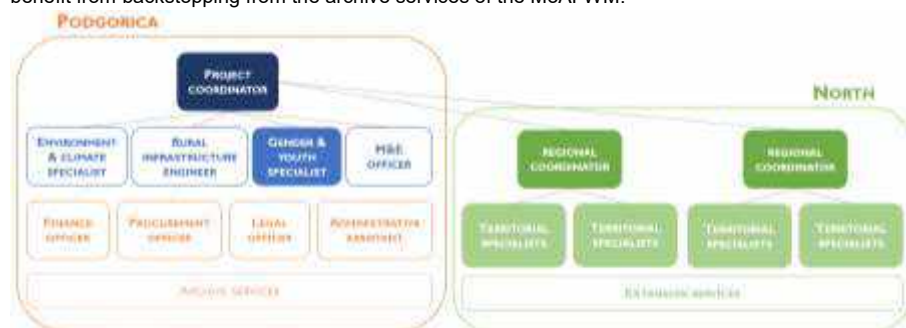 benefit from backstopping from the archive services of the
PODGORICA
PROJECT
COORDINATOR
NORTH
ENVIRONMENT
& CLIMATE
SPECIALIST
RURAL
INFRASTRUCTURE
ENGINEER
GENDER &
YOUTH
SPECIALIST
M&E
OFFICER
REGIONAL
COORDINATOR
REGIONAL
COORDINATOR
FINANCE
OFFICER
PROCUREMENT
OFFICER
LEGAL
OFFICER
ADMINISTRATIVE
ASSISTANT
TERRITORIAL
SPECIALISTS
TERRITORIAL
SPECIALISTS
TERRITORIAL
SPECIALISTS
TERRITORIAL
SPECIALISTS
ARCHIVE SERVICES
EXTENSION SERVICES